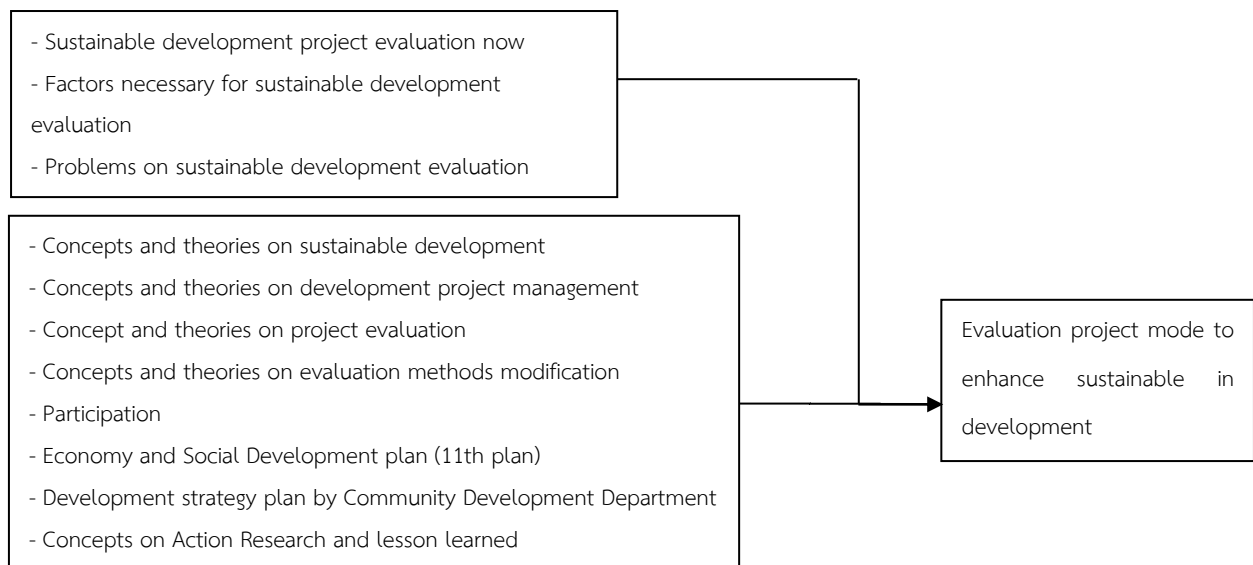 - Sustainable development project evaluation now
- Factors necessary for sustainable development
evaluation
- Problems on sustainable development evaluation
- Concepts and theories on sustainable development
- Concepts and theories on development project management
- Concept and theories on project evaluation
- Concepts and theories on evaluation methods modification
- Participation
- Economy and Social Development plan (11th plan)
- Development strategy plan by Community Development Department
- Concepts on Action Research and lesson learned
Evaluation project mode to
enhance sustainable in
development